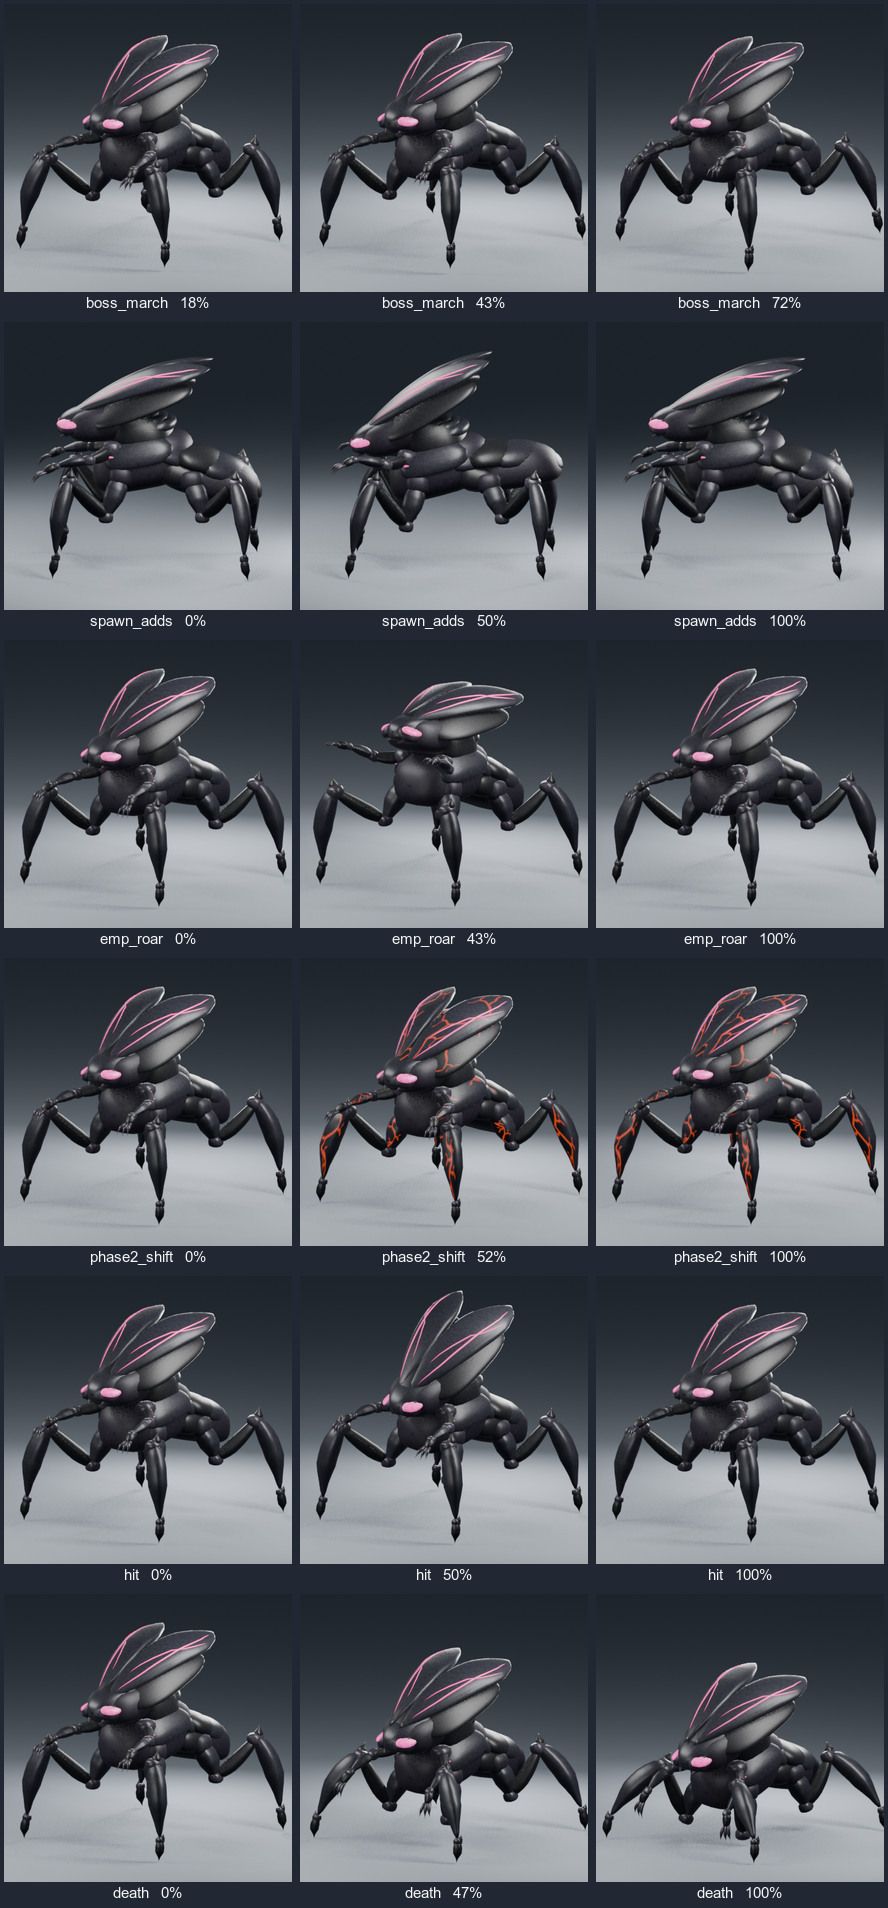 boss_march 18%
boss_march 43%
boss_march 72%
spawn_adds 0%
spawn_adds 50%
spawn_adds 100%
emp_roar 0%
emp_roar 43%
emp_roar 100%
phase2_shift 0%
phase2_shift 52%
phase2_shift 100%
hit 0%
hit 50%
hit 100%
death 0%
death 47%
death 100%